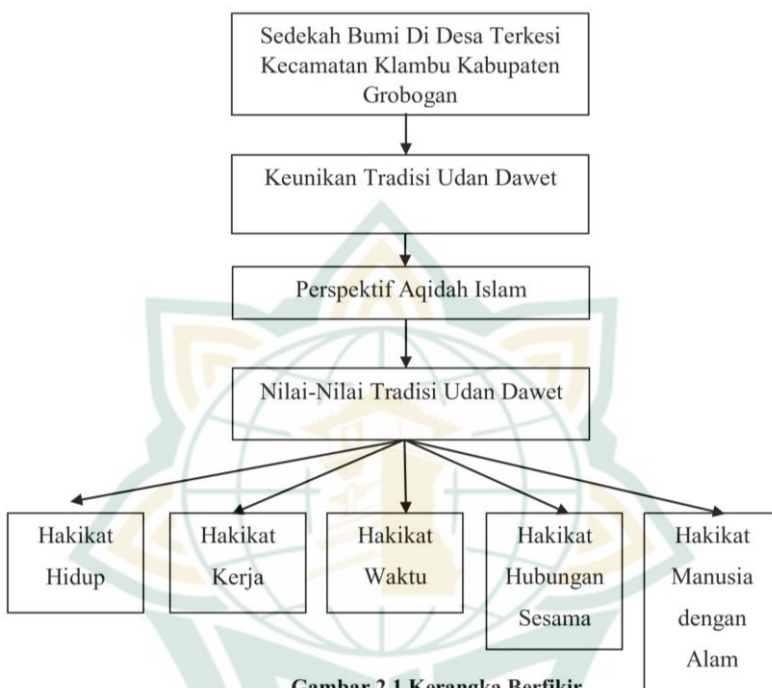 Sedekah Bumi Di Desa Terkesi
Kecamatan Klambu Kabupaten
Grobogan
Keunikan Tradisi Udan Dawet
Perspektif Aqidah Islam
Nilai-Nilai Tradisi Udan Dawet
Hakikat
Hidup
Hakikat
Kerja
Hakikat
Waktu
Hakikat
Hubungan
Sesama
Hakikat
Manusia
dengan
Alam
Gambar 2.1 Kerangka Berfikir